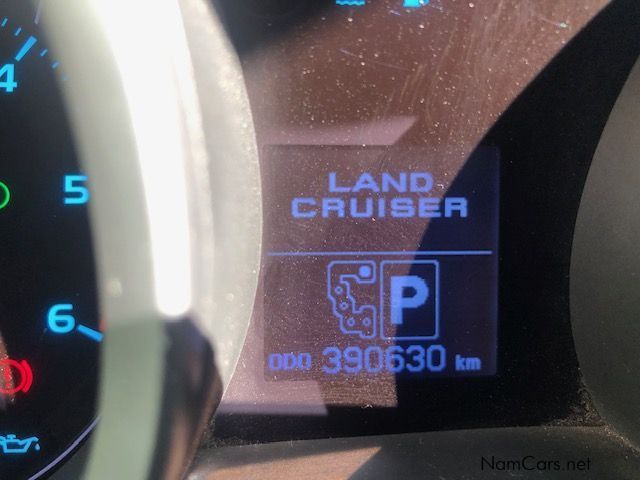 4
5
6
LAND
CRUISER
P
ODO 390630 km
NamCars.net